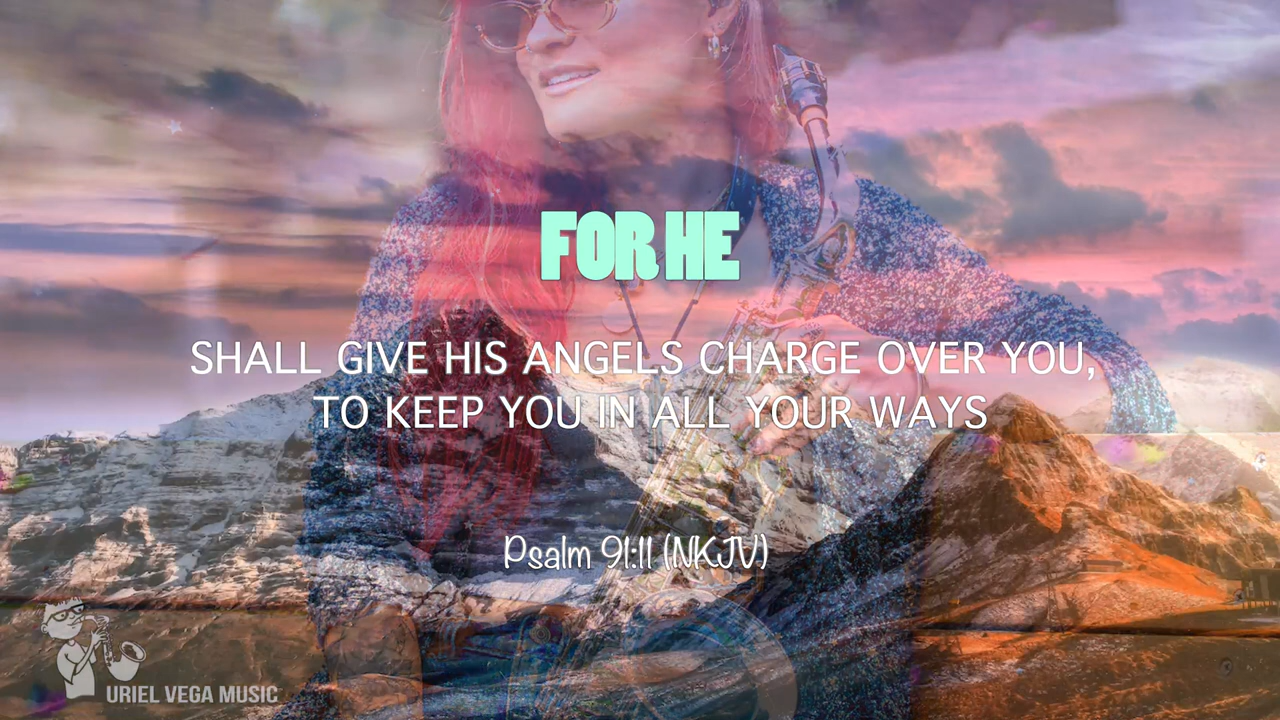 FOR HE
SHALL GIVE HIS ANGELS CHARGE OVER YOU,
TO KEEP YOU IN ALL YOUR WAYS
Psalm 91:11 (NKJV)
URIEL VEGA MUSIC